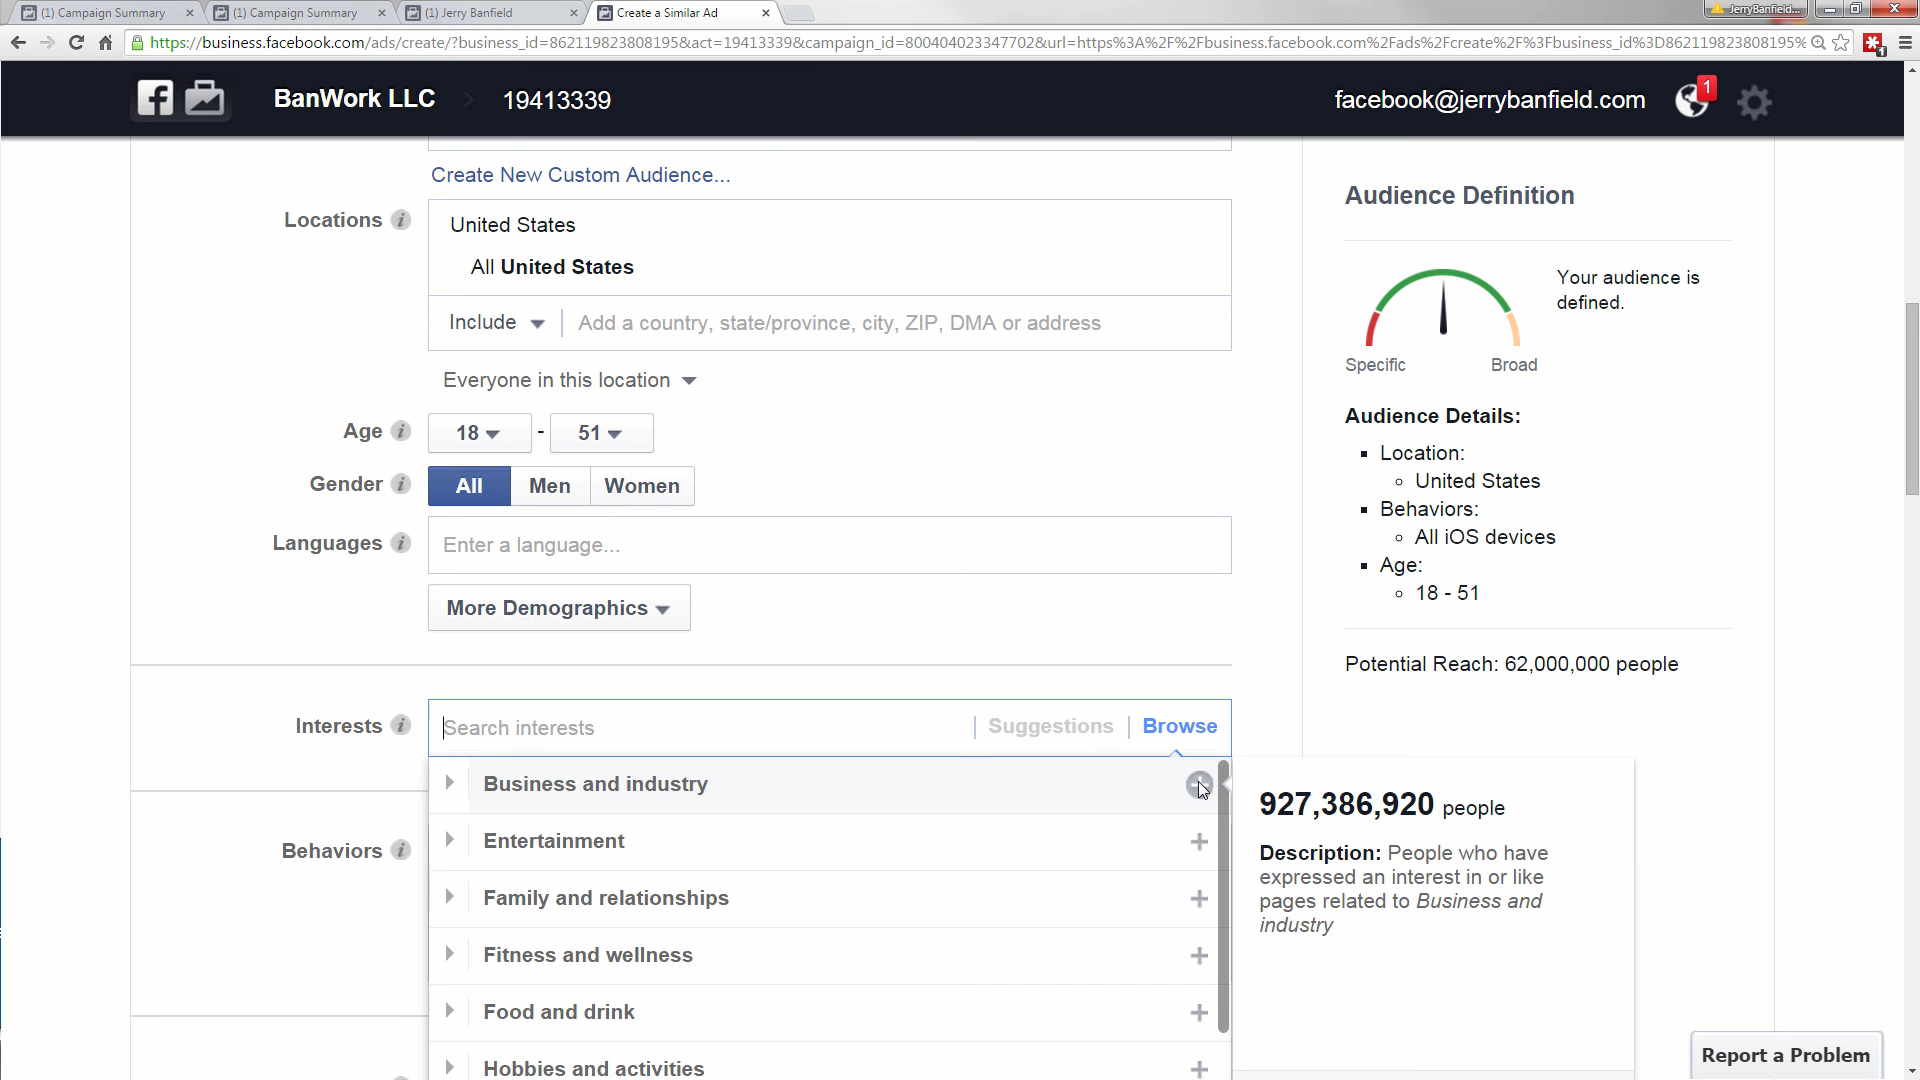 (1) Campaign Summary
(1) Campaign Summary
(1) Jerry Banfield
Create a Similar Ad
JerryBanfield...
https://business.facebook.com/ads/create/?business_id=862119823808195&act=19413339&campaign_id=800404023347702&url=https%3A%2F%2Fbusiness.facebook.com%2Fads%2Fcreate%2F%3Fbusiness_id%3D862119823808195%
1
BanWork LLC
19413339
facebook@jerrybanfield.com
1
Create New Custom Audience...
Locations
United States
All United States
Include
Add a country, state/province, city, ZIP, DMA or address
Everyone in this location
Age
18 - 51
Gender
All Men Women
Languages
Enter a language...
More Demographics
Interests
Search interests
Suggestions
Browse
Business and industry
Entertainment
Family and relationships
Fitness and wellness
Food and drink
Hobbies and activities
Behaviors
927,386,920 people
Description: People who have
expressed an interest in or like
pages related to Business and
industry
Audience Definition
Your audience is
defined.
Specific
Broad
Audience Details:
Location:
United States
Behaviors:
All iOS devices
Age:
18 - 51
Potential Reach: 62,000,000 people
Report a Problem